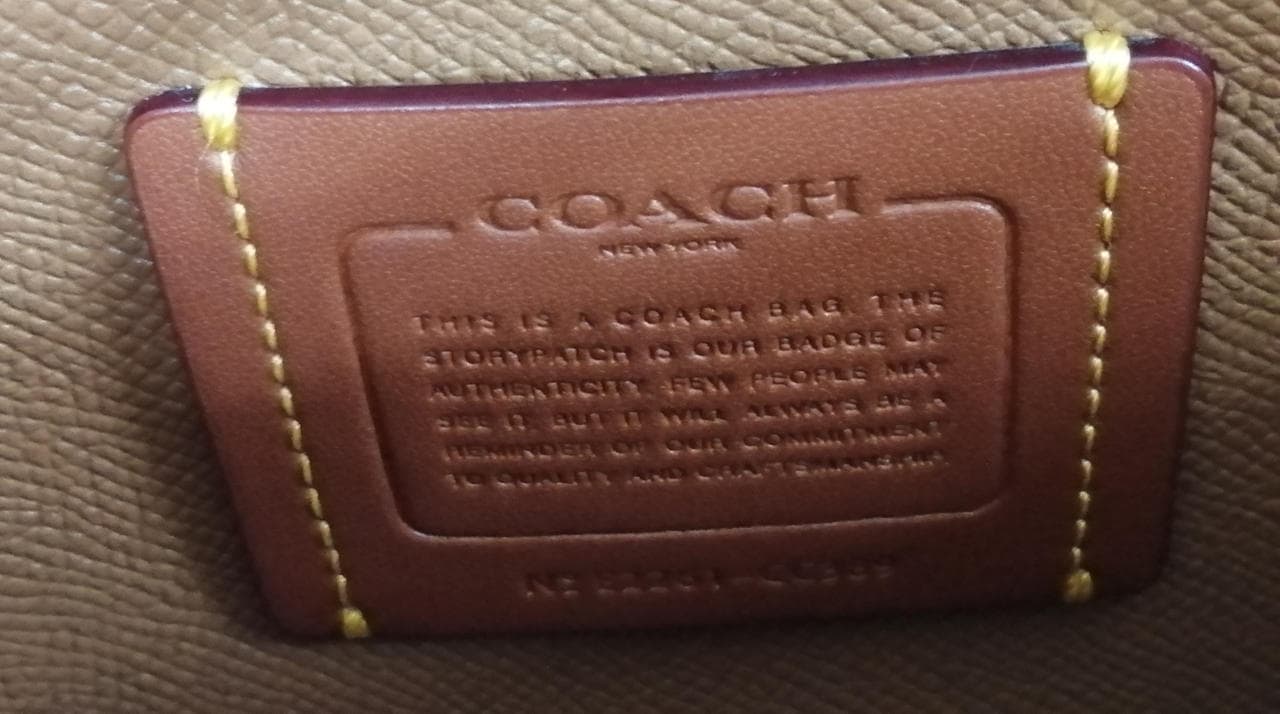 COACH
NEW YORK
THIS IS A COACH BAG. THE
STORYPATCH IS OUR BADGE OF
AUTHENTICITY. FEW PEOPLE MAY
SEE IT, BUT IT WILL ALWAYS BE A
REMINDER OF OUR COMMITMENT
TO QUALITY AND CRAFTSMANSHIP.
Nº